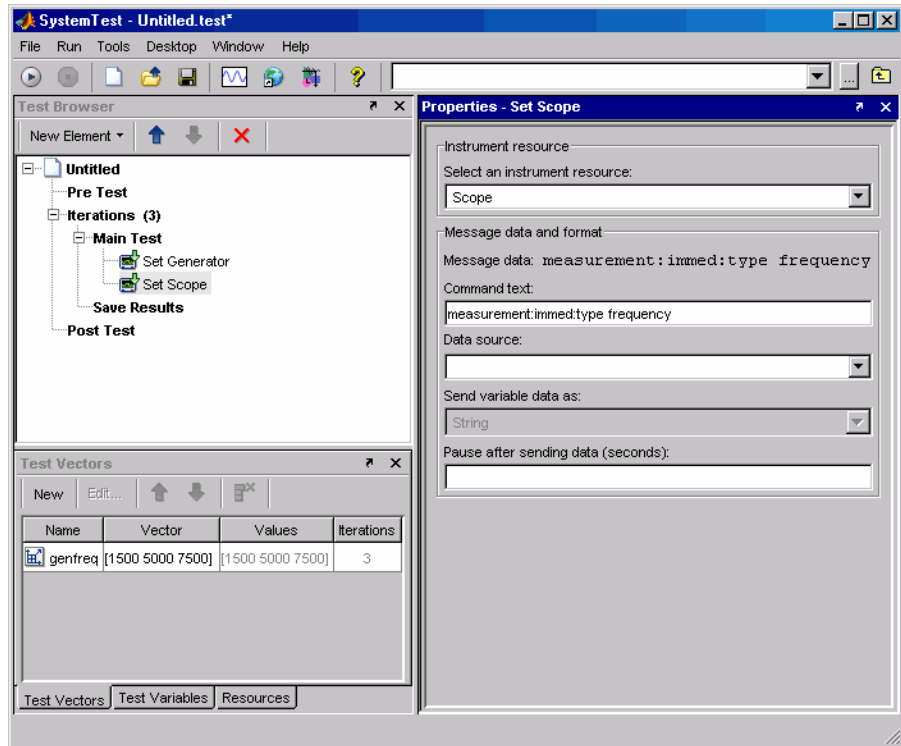 SystemTest - Untitled.test*
File Run Tools Desktop Window Help
...
Test Browser
New Element
Untitled
Pre Test
Iterations (3)
Main Test
Set Generator
Set Scope
Save Results
Post Test
Test Vectors
New Edit...
Name Vector Values Iterations
genfreq [1500 5000 7500] [1500 5000 7500] 3
Test Vectors Test Variables Resources
Properties - Set Scope
Instrument resource
Select an instrument resource:
Scope
Message data and format
Message data: measurement:immed:type frequency
Command text:
measurement:immed:type frequency
Data source:
Send variable data as:
String
Pause after sending data (seconds):